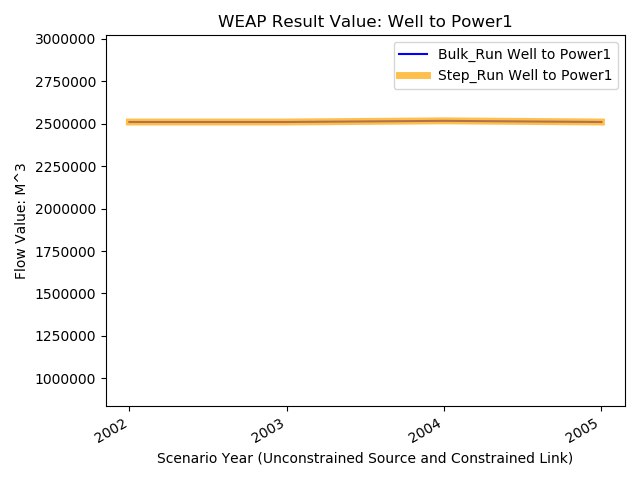 WEAP Result Value: Well to Power1
3000000
2750000
2500000
2250000
2000000
1750000
1500000
1250000
1000000
Flow Value: M^3
Bulk_Run Well to Power1
Step_Run Well to Power1
2002
2003
2004
2005
Scenario Year (Unconstrained Source and Constrained Link)